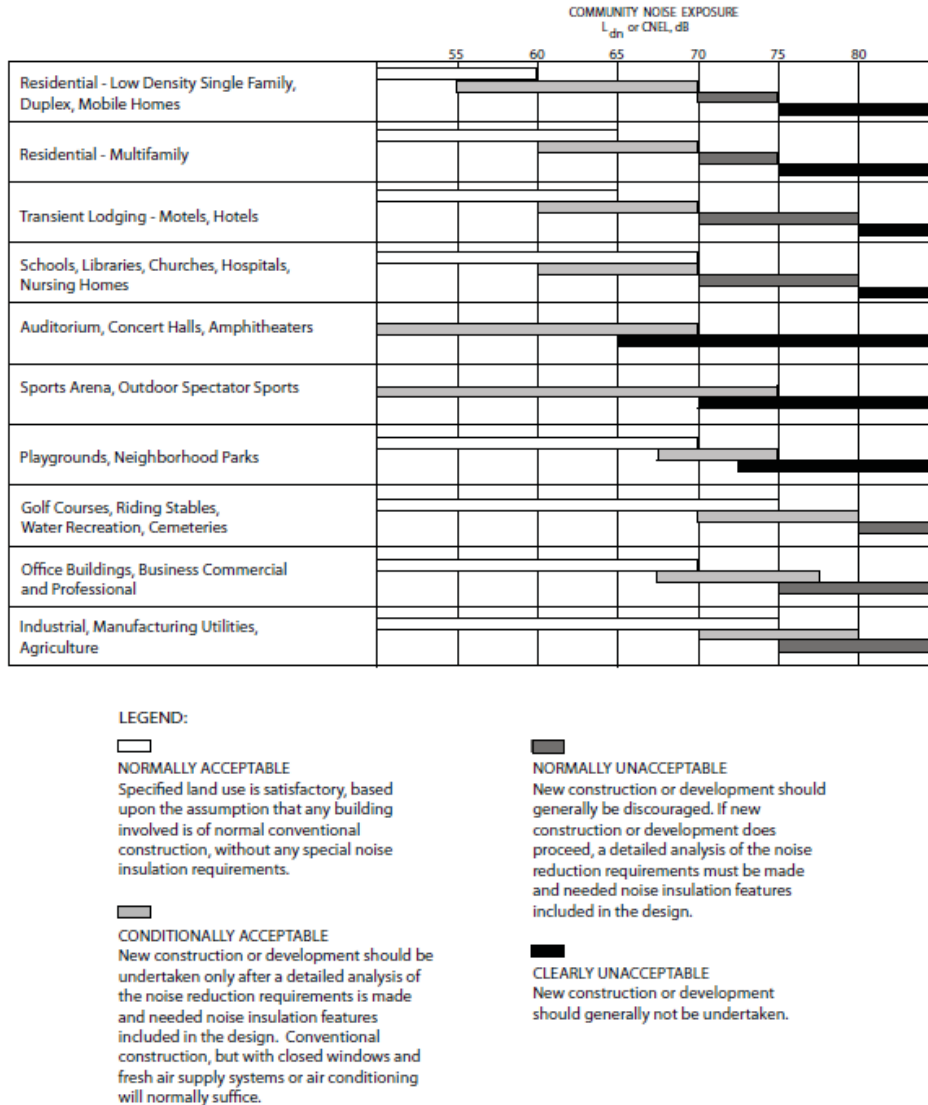 COMMUNITY NOISE EXPOSURE
L dn or CNEL, dB
55 60 65 70 75 80
Residential - Low Density Single Family,
Duplex, Mobile Homes
Residential - Multifamily
Transient Lodging - Motels, Hotels
Schools, Libraries, Churches, Hospitals,
Nursing Homes
Auditorium, Concert Halls, Amphitheaters
Sports Arena, Outdoor Spectator Sports
Playgrounds, Neighborhood Parks
Golf Courses, Riding Stables,
Water Recreation, Cemeteries
Office Buildings, Business Commercial
and Professional
Industrial, Manufacturing Utilities,
Agriculture
LEGEND:
NORMALLY ACCEPTABLE
Specified land use is satisfactory, based
upon the assumption that any building
involved is of normal conventional
construction, without any special noise
insulation requirements.
CONDITIONALLY ACCEPTABLE
New construction or development should be
undertaken only after a detailed analysis of
the noise reduction requirements is made
and needed noise insulation features
included in the design. Conventional
construction, but with closed windows and
fresh air supply systems or air conditioning
will normally suffice.
NORMALLY UNACCEPTABLE
New construction or development should
generally be discouraged. If new
construction or development does
proceed, a detailed analysis of the noise
reduction requirements must be made
and needed noise insulation features
included in the design.
CLEARLY UNACCEPTABLE
New construction or development
should generally not be undertaken.